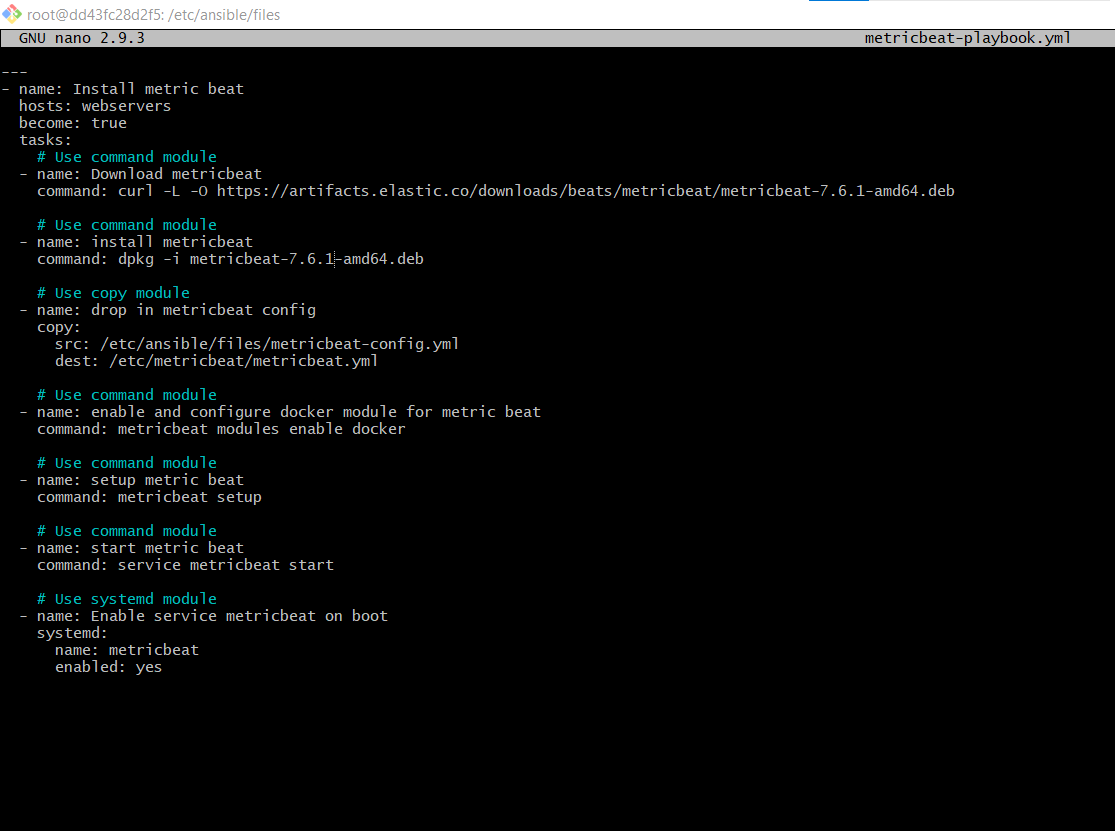 root@dd43fc28d2f5: /etc/ansible/files
GNU nano 2.9.3 metricbeat-playbook.yml
---
- name: Install metric beat
  hosts: webservers
  become: true
  tasks:
    # Use command module
  - name: Download metricbeat
    command: curl -L -O https://artifacts.elastic.co/downloads/beats/metricbeat/metricbeat-7.6.1-amd64.deb
    # Use command module
  - name: install metricbeat
    command: dpkg -i metricbeat-7.6.1-amd64.deb
    # Use copy module
  - name: drop in metricbeat config
    copy:
      src: /etc/ansible/files/metricbeat-config.yml
      dest: /etc/metricbeat/metricbeat.yml
    # Use command module
  - name: enable and configure docker module for metric beat
    command: metricbeat modules enable docker
    # Use command module
  - name: setup metric beat
    command: metricbeat setup
    # Use command module
  - name: start metric beat
    command: service metricbeat start
    # Use systemd module
  - name: Enable service metricbeat on boot
    systemd:
      name: metricbeat
      enabled: yes